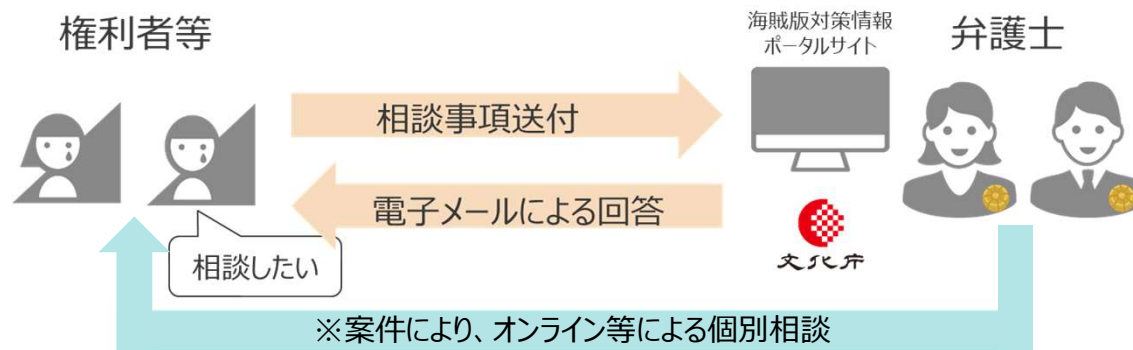 権利者等
海賊版対策情報
ポータルサイト
弁護士
相談事項送付
電子メールによる回答
文化庁
相談したい
※案件により、オンライン等による個別相談